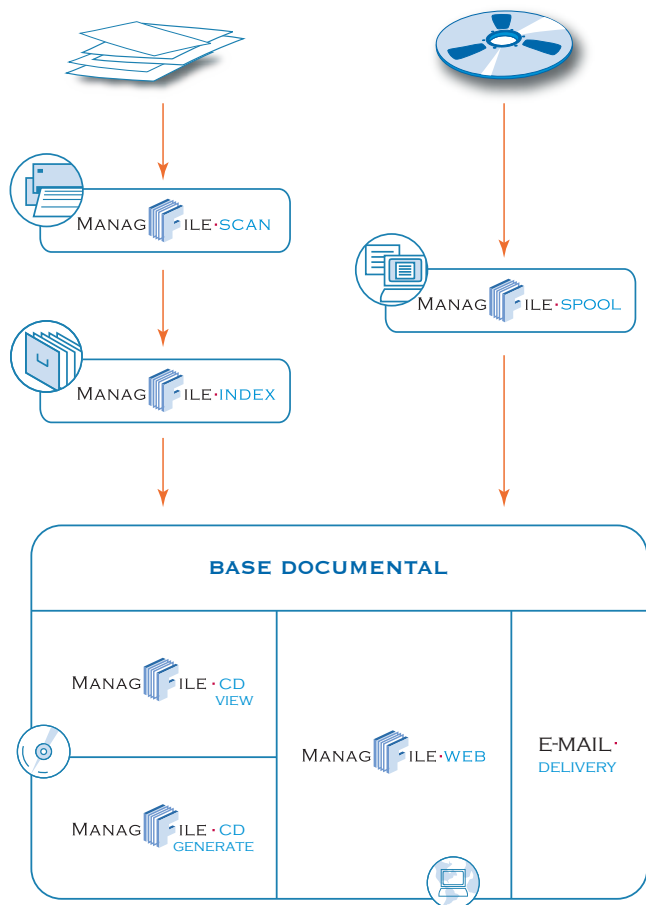 MANAGFILE·SCAN
MANAGFILE·SPOOL
MANAGFILE·INDEX
BASE DOCUMENTAL
MANAGFILE·CD
VIEW
MANAGFILE·WEB
E-MAIL·
DELIVERY
MANAGFILE·CD
GENERATE